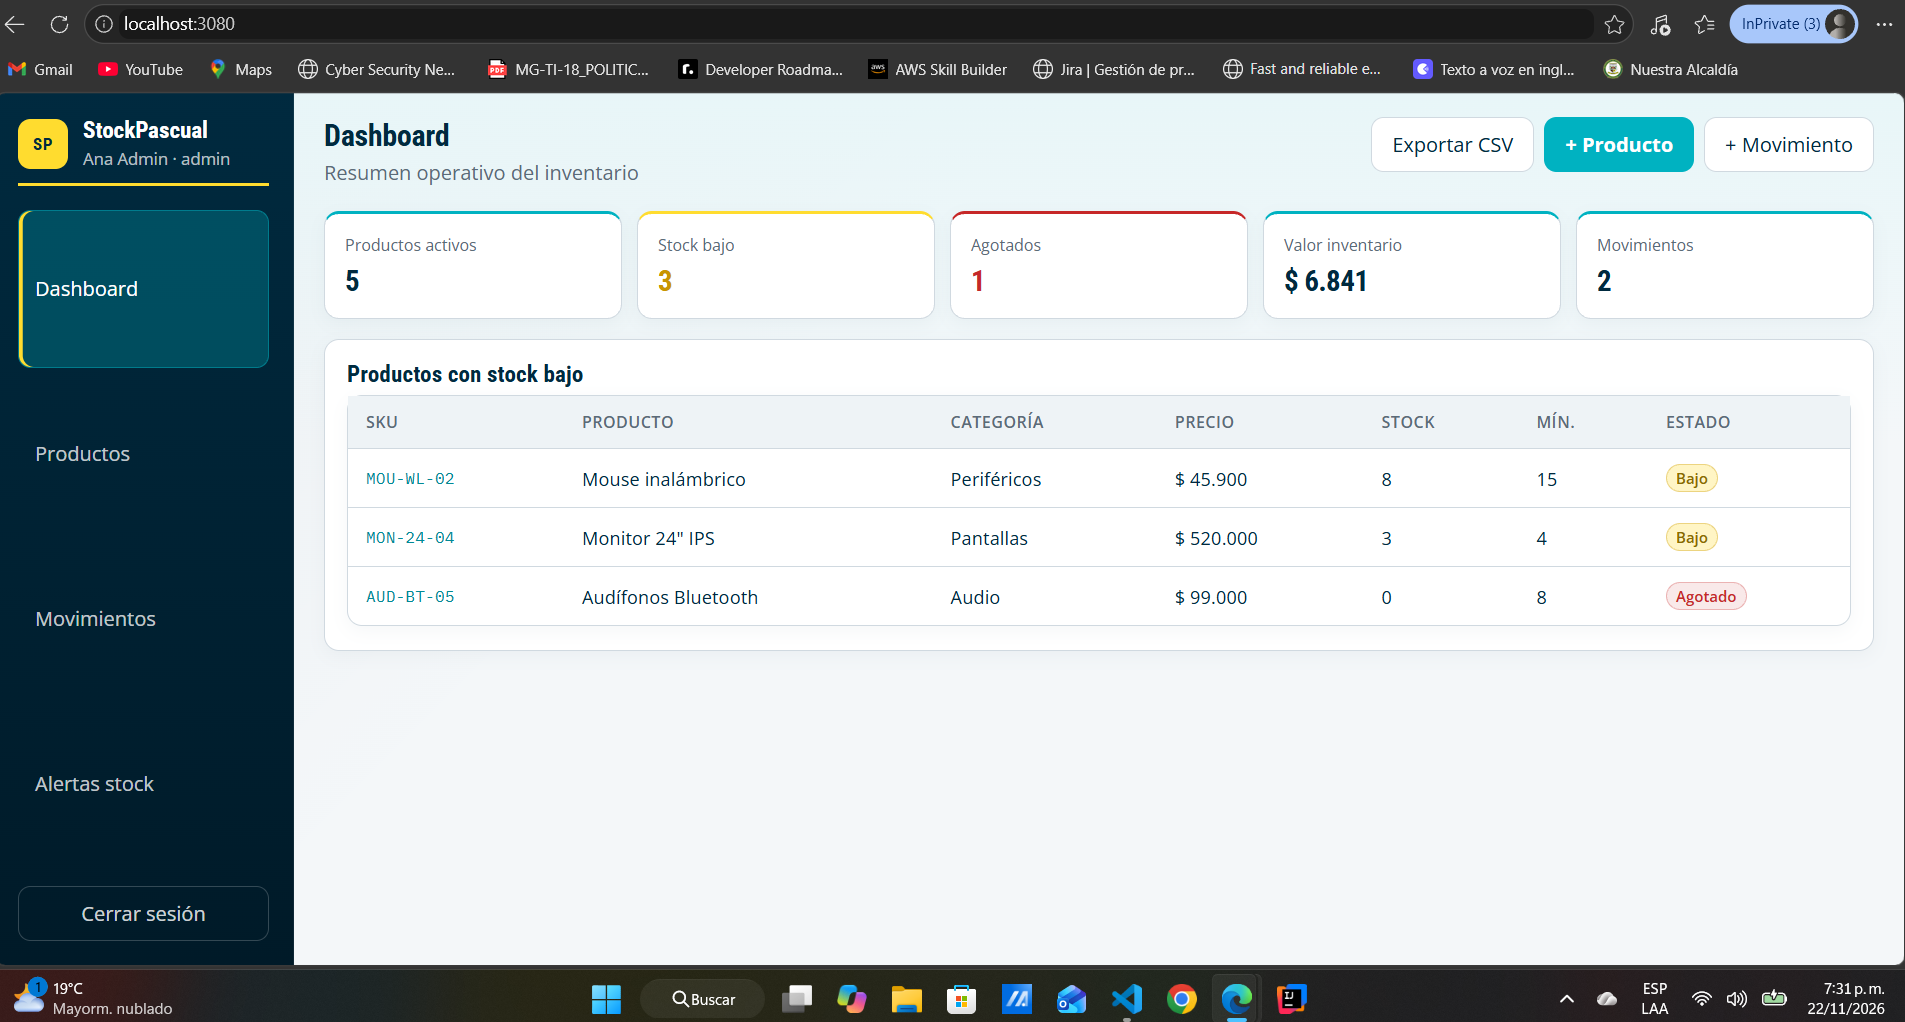 localhost:3080
InPrivate (3)
Gmail
YouTube
Maps
Cyber Security Ne...
PDF
MG-TI-18_POLITIC...
r.
Developer Roadma...
aws
AWS Skill Builder
Jira | Gestión de pr...
Fast and reliable e...
Texto a voz en ingl...
Nuestra Alcaldía
SP
StockPascual
Ana Admin · admin
Dashboard
Productos
Movimientos
Alertas stock
Cerrar sesión
Dashboard
Resumen operativo del inventario
Exportar CSV
+ Producto
+ Movimiento
Productos activos
5
Stock bajo
3
Agotados
1
Valor inventario
$ 6.841
Movimientos
2
Productos con stock bajo
SKU PRODUCTO CATEGORÍA PRECIO STOCK MÍN. ESTADO
MOU-WL-02 Mouse inalámbrico Periféricos $ 45.900 8 15 Bajo
MON-24-04 Monitor 24" IPS Pantallas $ 520.000 3 4 Bajo
AUD-BT-05 Audífonos Bluetooth Audio $ 99.000 0 8 Agotado
1
19°C
Mayorm. nublado
Buscar
IJ
ESP
LAA
7:31 p. m.
22/11/2026